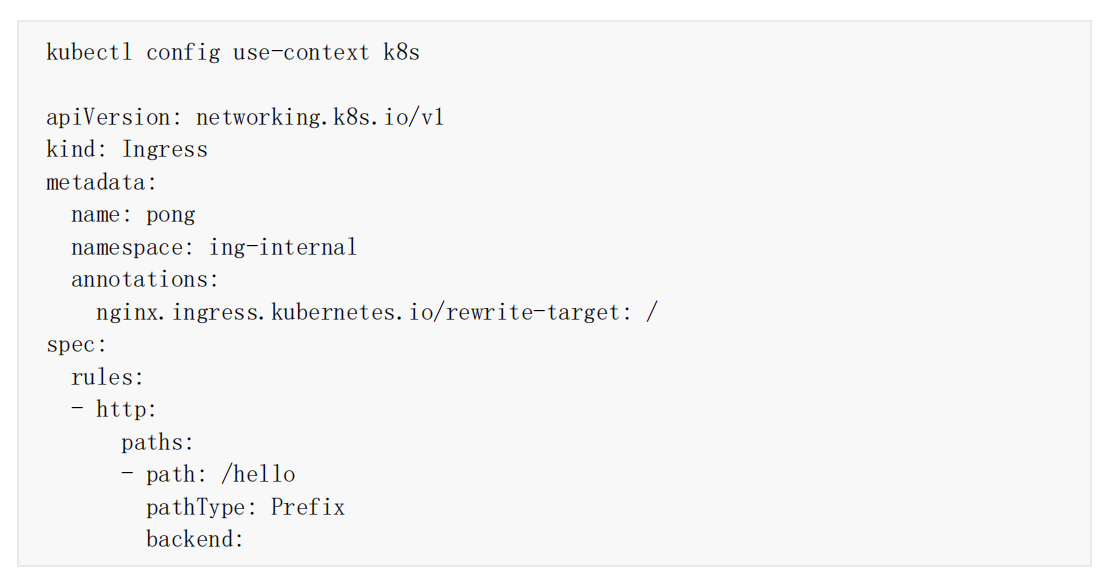 kubectl config use-context k8s

apiVersion: networking.k8s.io/v1
kind: Ingress
metadata:
  name: pong
  namespace: ing-internal
  annotations:
    nginx.ingress.kubernetes.io/rewrite-target: /
spec:
  rules:
  - http:
      paths:
      - path: /hello
        pathType: Prefix
        backend: